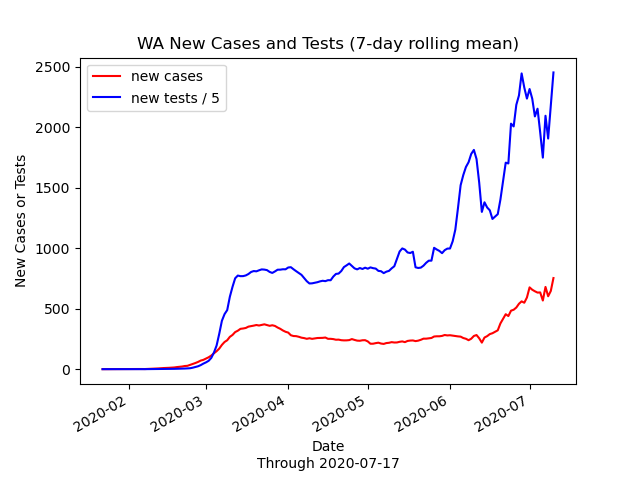 WA New Cases and Tests (7-day rolling mean)
new cases
new tests / 5
New Cases or Tests
2500
2000
1500
1000
500
0
2020-02
2020-03
2020-04
2020-05
2020-06
2020-07
Date
Through 2020-07-17